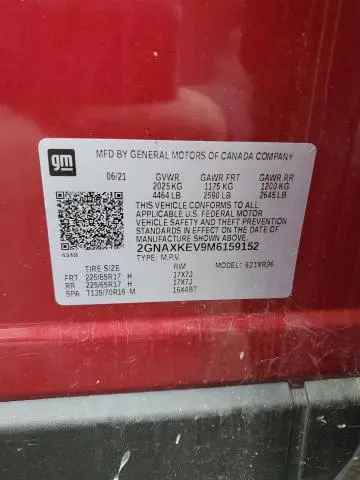 gm
MFD BY GENERAL MOTORS OF CANADA COMPANY
06/21 GVWR GAWR FRT GAWR RR
2025 KG 1175 KG 1200 KG
4464 LB 2590 LB 2645 LB
THIS VEHICLE CONFORMS TO ALL
APPLICABLE U.S. FEDERAL MOTOR
VEHICLE SAFETY AND THEFT PREVENTION
STANDARDS IN EFFECT ON THE DATE OF
MANUFACTURE SHOWN ABOVE.
2GNAXKEV9M6159152
434B TYPE: M.P.V.
TIRE SIZE RIM MODEL: 921XR26
FRT 225/65R17 H 17X7J
RR 225/65R17 H 17X7J
SPA T135/70R16 M 16X4BT